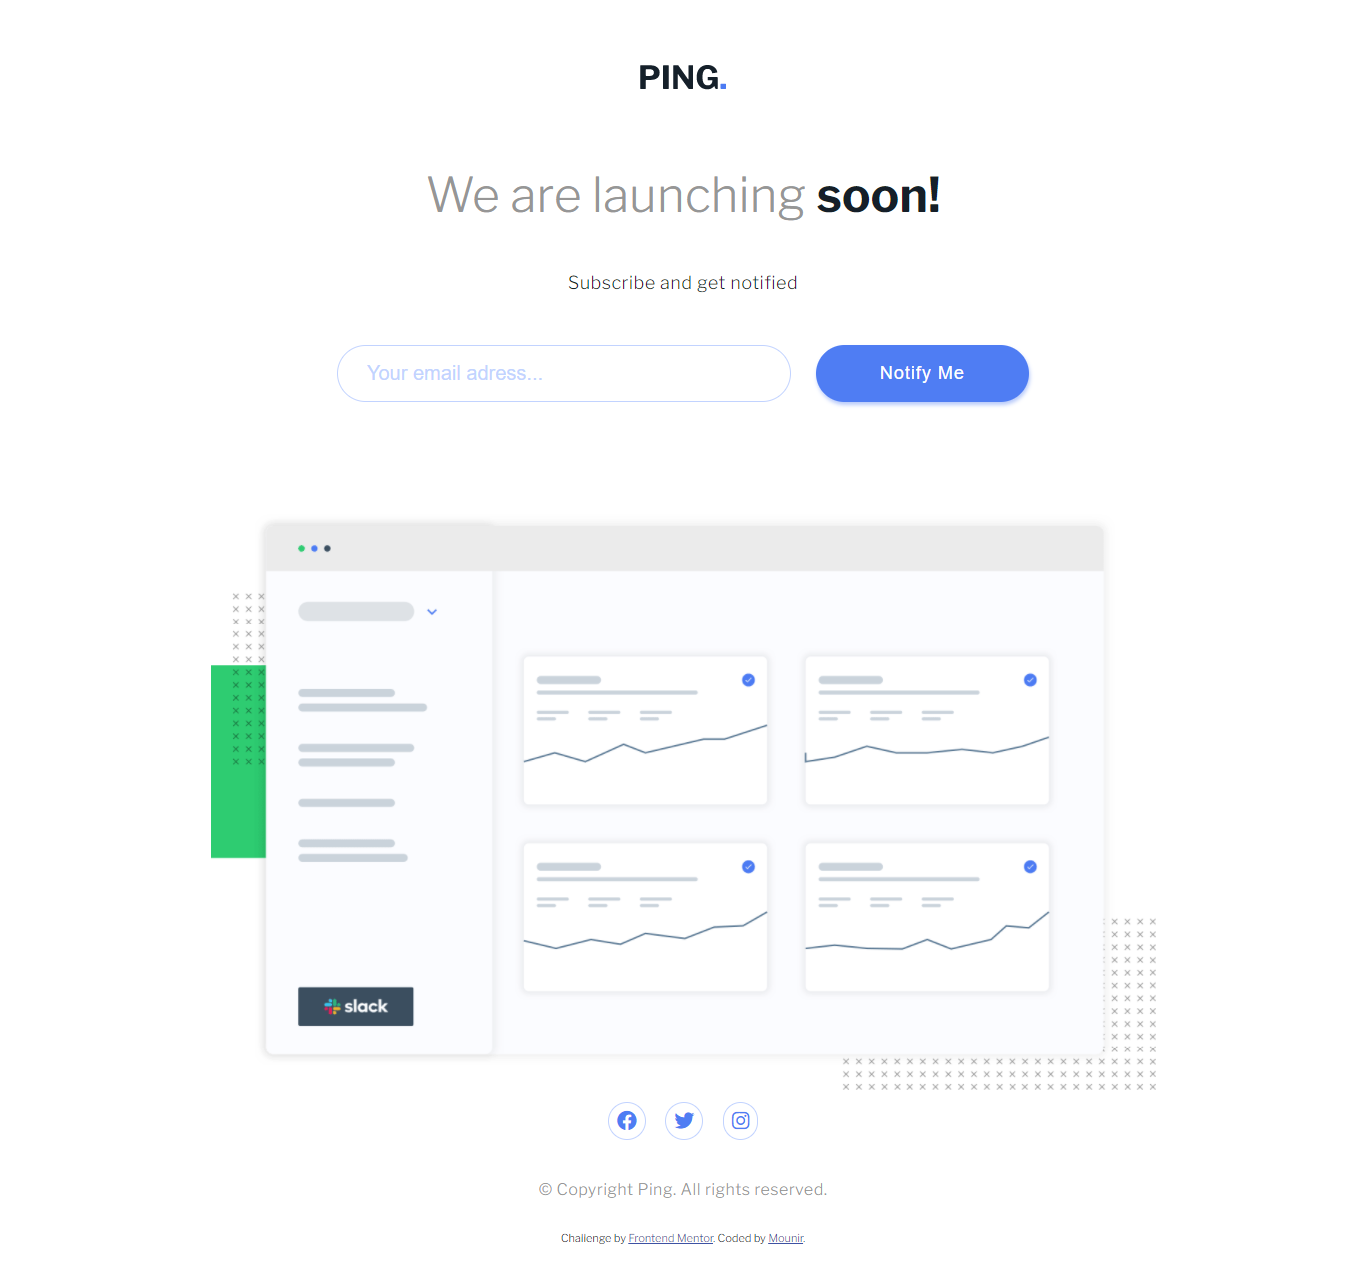 PING.
We are launching soon!
Subscribe and get notified
Your email adress...
Notify Me
slack
© Copyright Ping. All rights reserved.
Challenge by Frontend Mentor. Coded by Mounir.